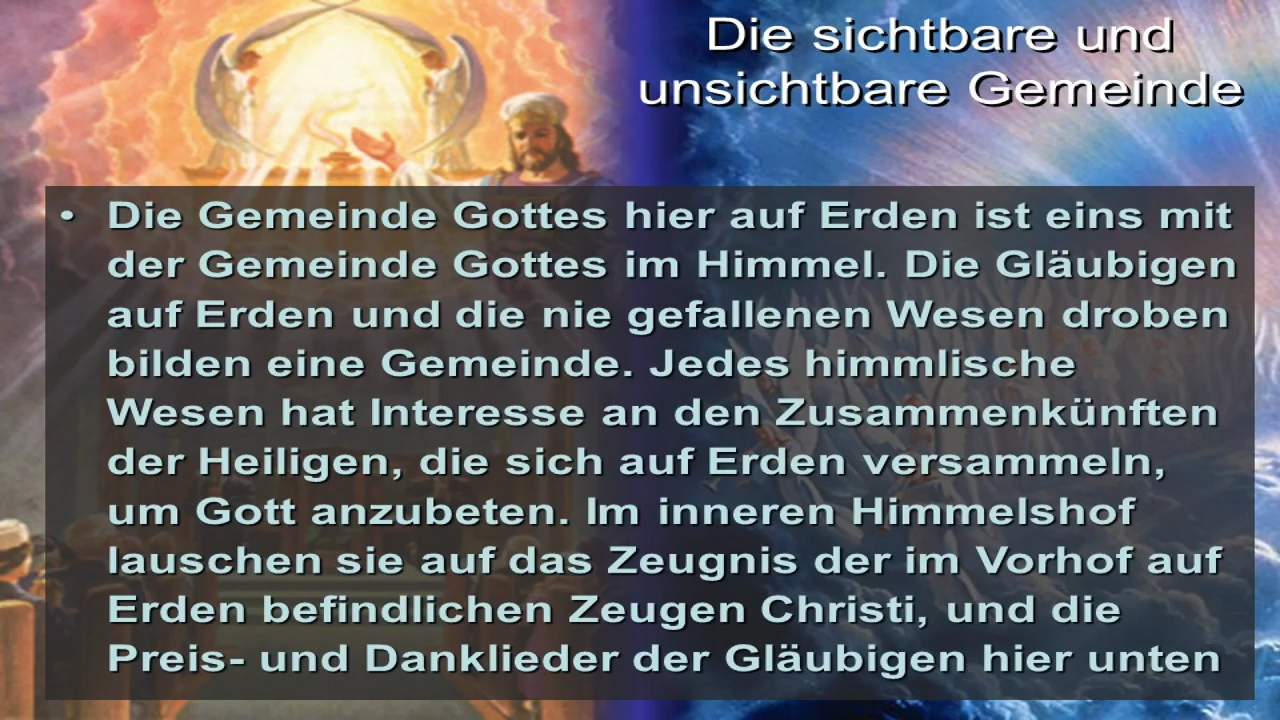 Die sichtbare und
unsichtbare Gemeinde
• Die Gemeinde Gottes hier auf Erden ist eins mit
der Gemeinde Gottes im Himmel. Die Gläubigen
auf Erden und die nie gefallenen Wesen droben
bilden eine Gemeinde. Jedes himmlische
Wesen hat Interesse an den Zusammenkünften
der Heiligen, die sich auf Erden versammeln,
um Gott anzubeten. Im inneren Himmelshof
lauschen sie auf das Zeugnis der im Vorhof auf
Erden befindlichen Zeugen Christi, und die
Preis- und Danklieder der Gläubigen hier unten